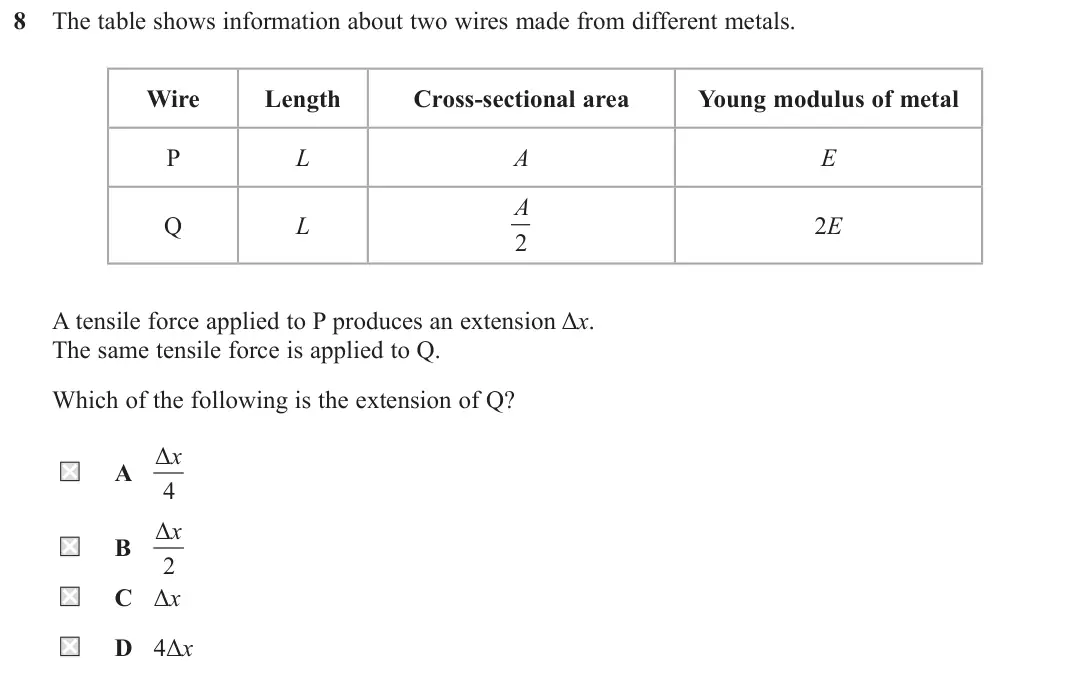 8 The table shows information about two wires made from different metals.
Wire Length Cross-sectional area Young modulus of metal
P L A E
Q L A/2 2E
A tensile force applied to P produces an extension Δx.
The same tensile force is applied to Q.
Which of the following is the extension of Q?
A Δx/4
B Δx/2
C Δx
D 4Δx